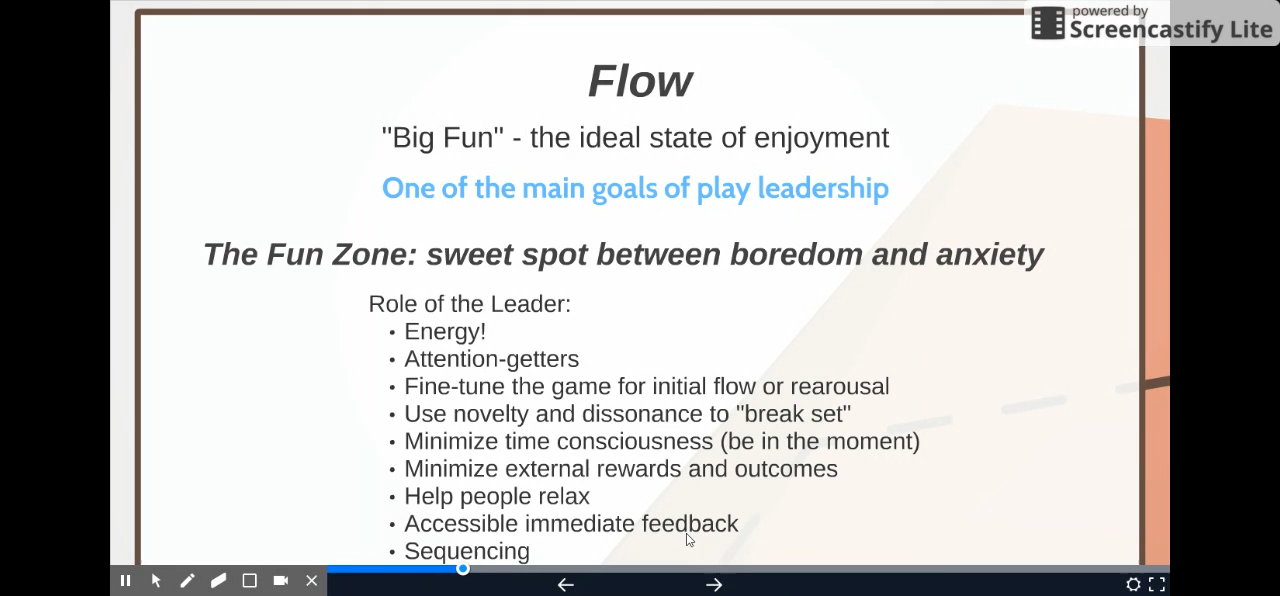 powered by
Screencastify Lite
Flow
"Big Fun" - the ideal state of enjoyment
One of the main goals of play leadership
The Fun Zone: sweet spot between boredom and anxiety
Role of the Leader:
• Energy!
• Attention-getters
• Fine-tune the game for initial flow or rearousal
• Use novelty and dissonance to "break set"
• Minimize time consciousness (be in the moment)
• Minimize external rewards and outcomes
• Help people relax
• Accessible immediate feedback
• Sequencing